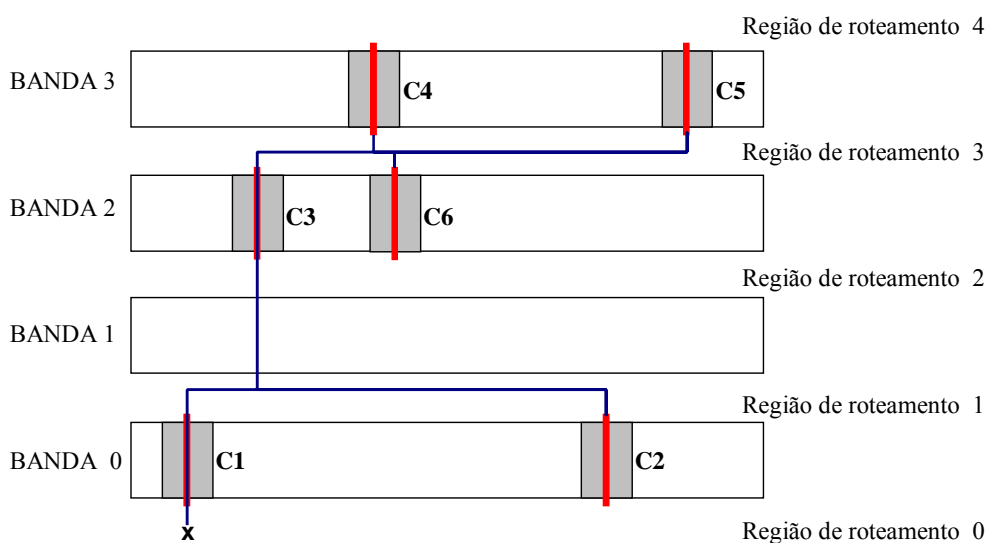 Região de roteamento 4
BANDA 3
C4
C5
Região de roteamento 3
BANDA 2
C3
C6
Região de roteamento 2
BANDA 1
Região de roteamento 1
BANDA 0
C1
C2
x
Região de roteamento 0